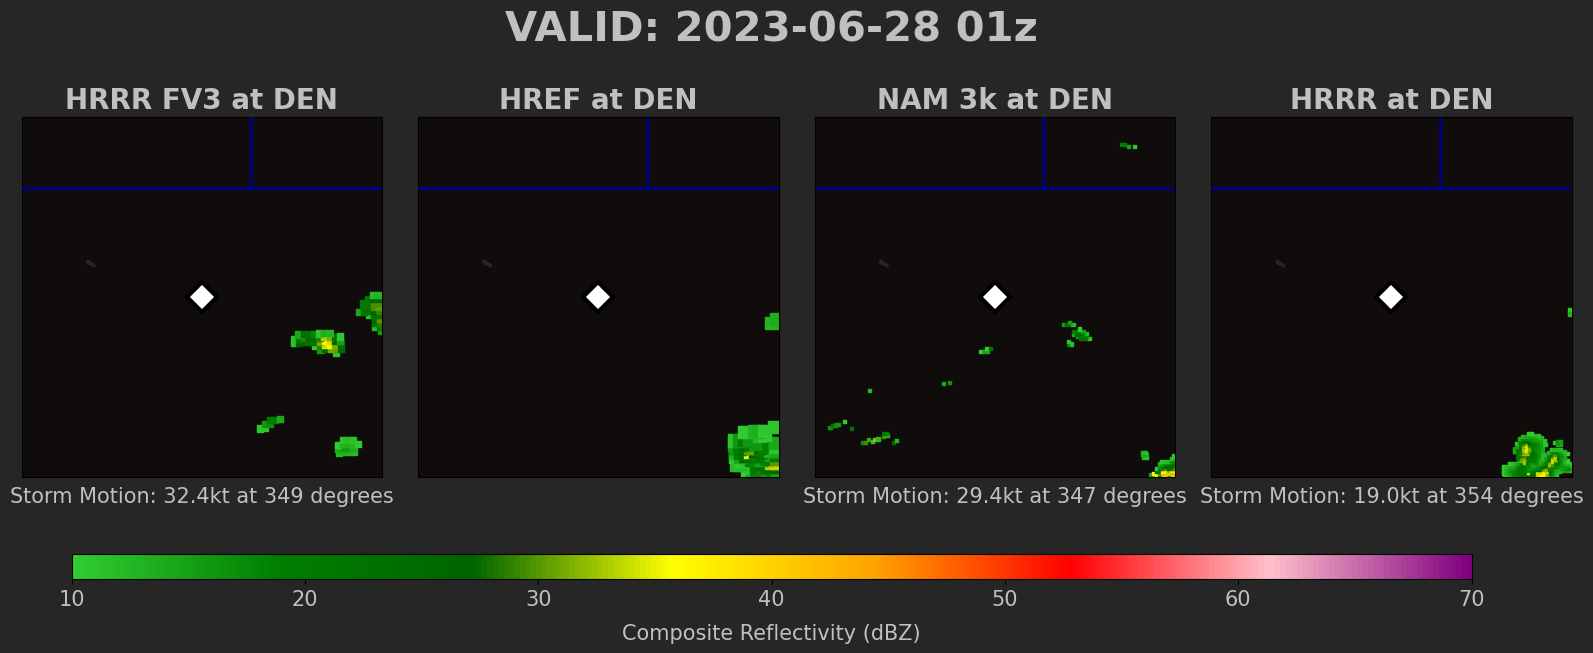 VALID: 2023-06-28 01z
HRRR FV3 at DEN
HREF at DEN
NAM 3k at DEN
HRRR at DEN
Storm Motion: 32.4kt at 349 degrees
Storm Motion: 29.4kt at 347 degrees
Storm Motion: 19.0kt at 354 degrees
10 20 30 40 50 60 70
Composite Reflectivity (dBZ)